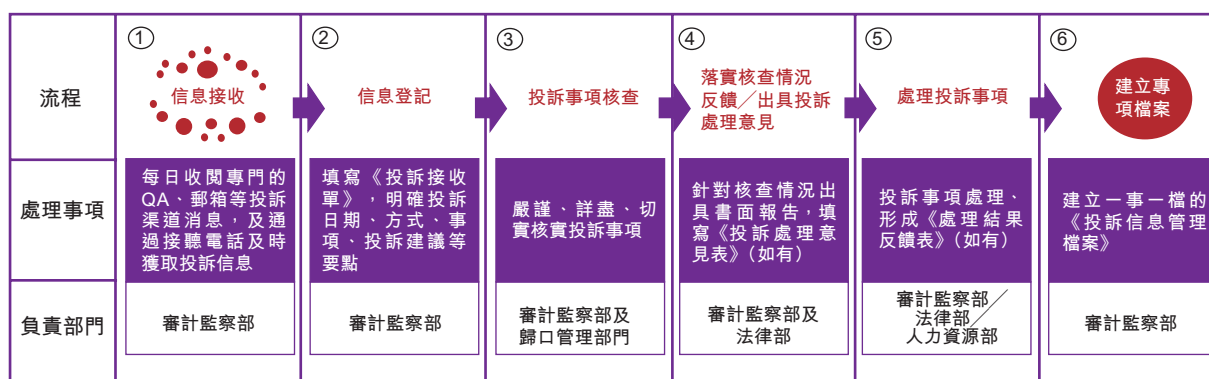 流程
①
信息接收
②
信息登記
③
投訴事項核查
④
落實核查情況
反饋／出具投訴
處理意見
⑤
處理投訴事項
⑥
建立專
項檔案
處理事項
每日收閱專門的
QA、郵箱等投訴
渠道消息，及通
過接聽電話及時
獲取投訴信息
填寫《投訴接收
單》，明確投訴
日期、方式、事
項、投訴建議等
要點
嚴謹、詳盡、切
實核實投訴事項
針對核查情況出
具書面報告，填
寫《投訴處理意
見表》（如有）
投訴事項處理、
形成《處理結果
反饋表》（如有）
建立一事一檔的
《投訴信息管理
檔案》
負責部門
審計監察部
審計監察部
審計監察部及
歸口管理部門
審計監察部及
法律部
審計監察部／
法律部／
人力資源部
審計監察部